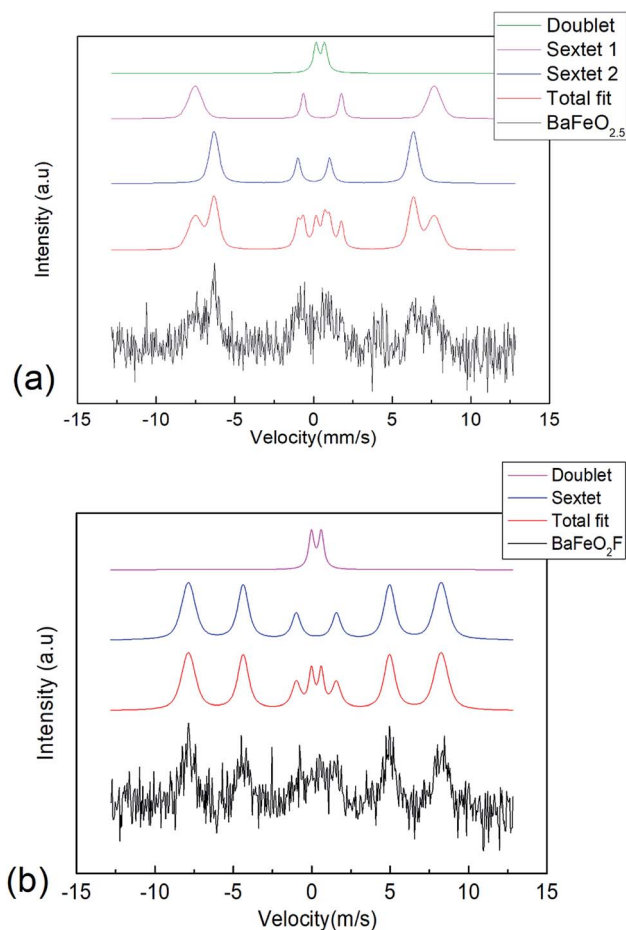 Doublet
Sextet 1
Sextet 2
Total fit
BaFeO2.5
Intensity (a.u)
(a)
-15 -10 -5 0 5 10 15
Velocity(mm/s)
Doublet
Sextet
Total fit
BaFeO2F
Intensity (a.u)
(b)
-15 -10 -5 0 5 10 15
Velocity(m/s)